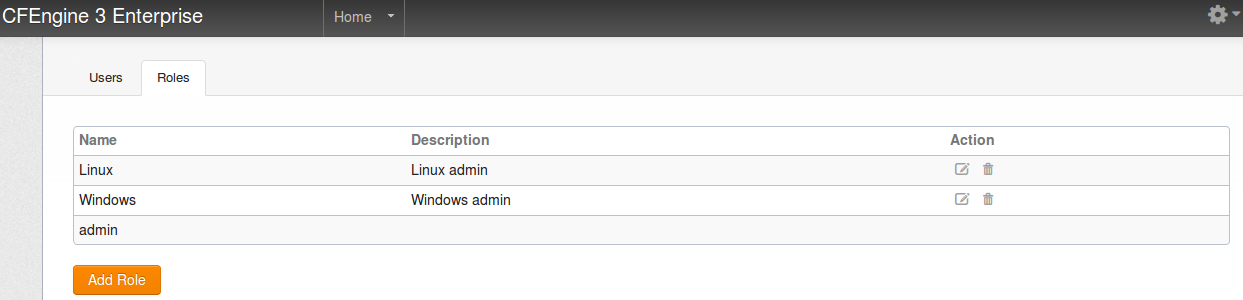 CFEngine 3 Enterprise Home
Users Roles
Name Description Action
Linux Linux admin
Windows Windows admin
admin
Add Role